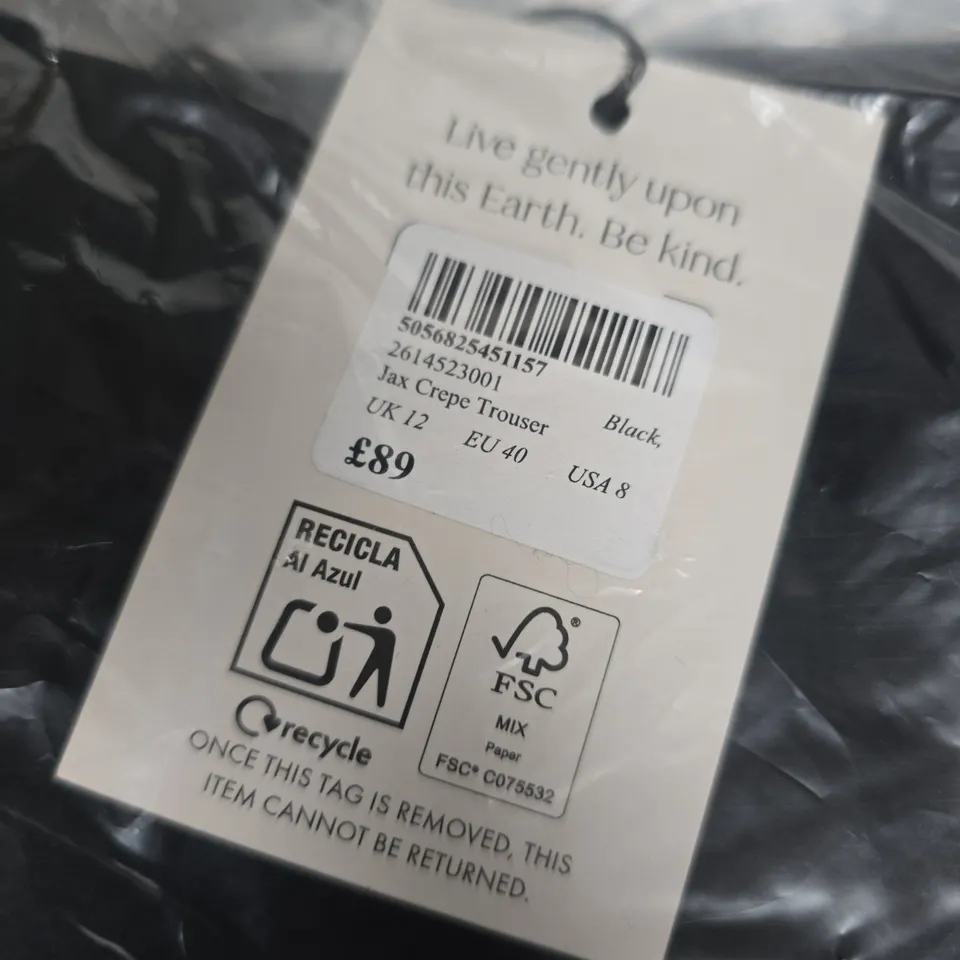 Live gently upon
this Earth. Be kind.
5056825451157
2614523001
Jax Crepe Trouser Black,
UK 12 EU 40 USA 8
£89
RECICLA
Al Azul
recycle
FSC®
MIX
Paper
FSC® C075532
ONCE THIS TAG IS REMOVED, THIS
ITEM CANNOT BE RETURNED.